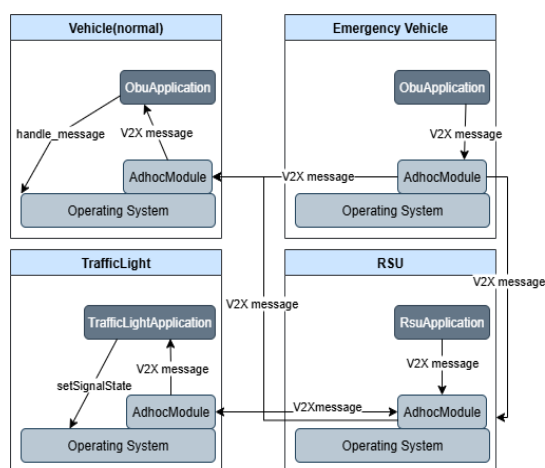 Vehicle(normal)
ObuApplication
handle_message
V2X message
AdhocModule
Operating System
Emergency Vehicle
ObuApplication
V2X message
AdhocModule
Operating System
V2X message
V2X message
V2X message
TrafficLight
TrafficLightApplication
V2X message
setSignalState
AdhocModule
Operating System
RSU
RsuApplication
V2X message
V2Xmessage
AdhocModule
Operating System